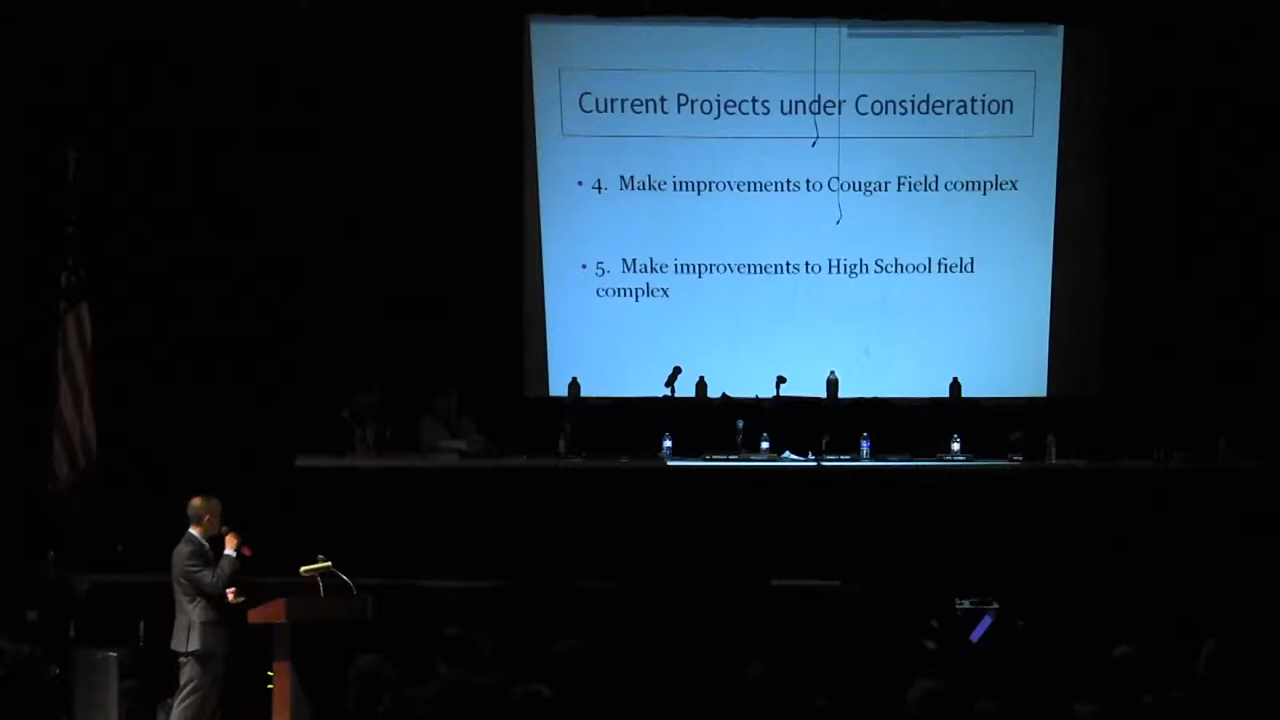 Current Projects under Consideration
• 4. Make improvements to Cougar Field complex
• 5. Make improvements to High School field
complex